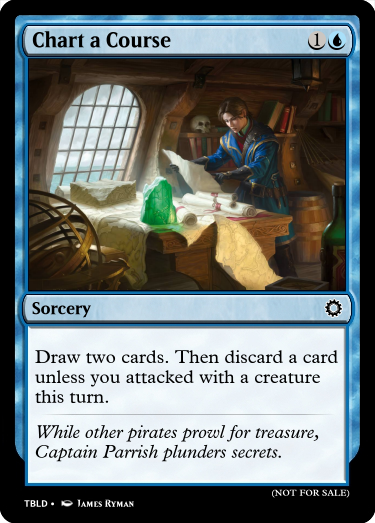 Chart a Course 1
Sorcery
Draw two cards. Then discard a card
unless you attacked with a creature
this turn.
While other pirates prowl for treasure,
Captain Parrish plunders secrets.
(NOT FOR SALE)
TBLD • James Ryman